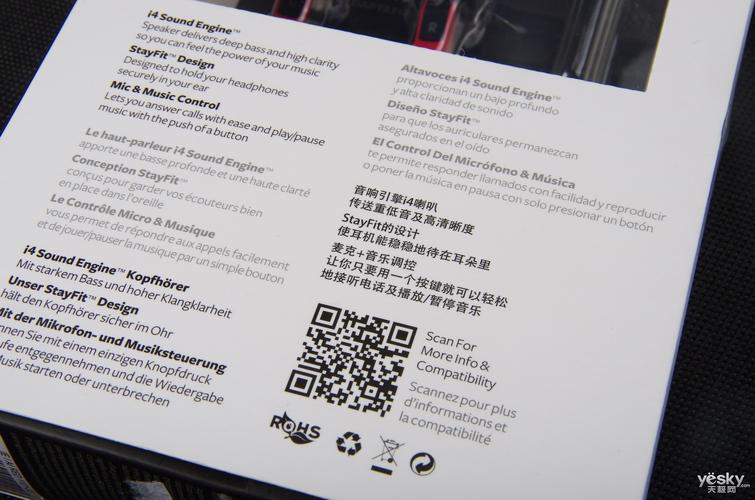 i4 Sound Engine™
Speaker delivers deep bass and high clarity
so you can feel the power of your music
StayFit™ Design
Designed to hold your headphones
securely in your ear
Mic & Music Control
Lets you answer calls with ease and play/pause
music with the push of a button
Le haut-parleur i4 Sound Engine™
apporte une basse profonde et une haute clarté
Conception StayFit™
conçus pour garder vos écouteurs bien
en place dans l'oreille
Le Contrôle Micro & Musique
vous permet de répondre aux appels facilement
et de jouer/pauser la musique par un simple bouton
i4 Sound Engine™ Kopfhörer
Mit starkem Bass und hoher Klangklarheit
Unser StayFit™ Design
hält den Kopfhörer sicher im Ohr
Mit der Mikrofon- und Musiksteuerung
nnen Sie mit einem einzigen Knopfdruck
ufe entgegennehmen und die Wiedergabe
Musik starten oder unterbrechen
Altavoces i4 Sound Engine™
proporcionan un bajo profundo
y alta claridad de sonido
Diseño StayFit™
para que los auriculares permanezcan
asegurados en el oído
El Control Del Micrófono & Música
te permite responder llamados con facilidad y reproducir
o poner la música en pausa con solo presionar un botón
音响引擎i4喇叭
传送重低音及高清晰度
StayFit的设计
使耳机能稳稳地待在耳朵里
麦克+音乐调控
让你只要用一个按键就可以轻松
地接听电话及播放/暂停音乐
Scan For
More Info &
Compatibility
Scannez pour plus
d'informations et
la compatibilité
ROHS
R
yesky
天极网
.com